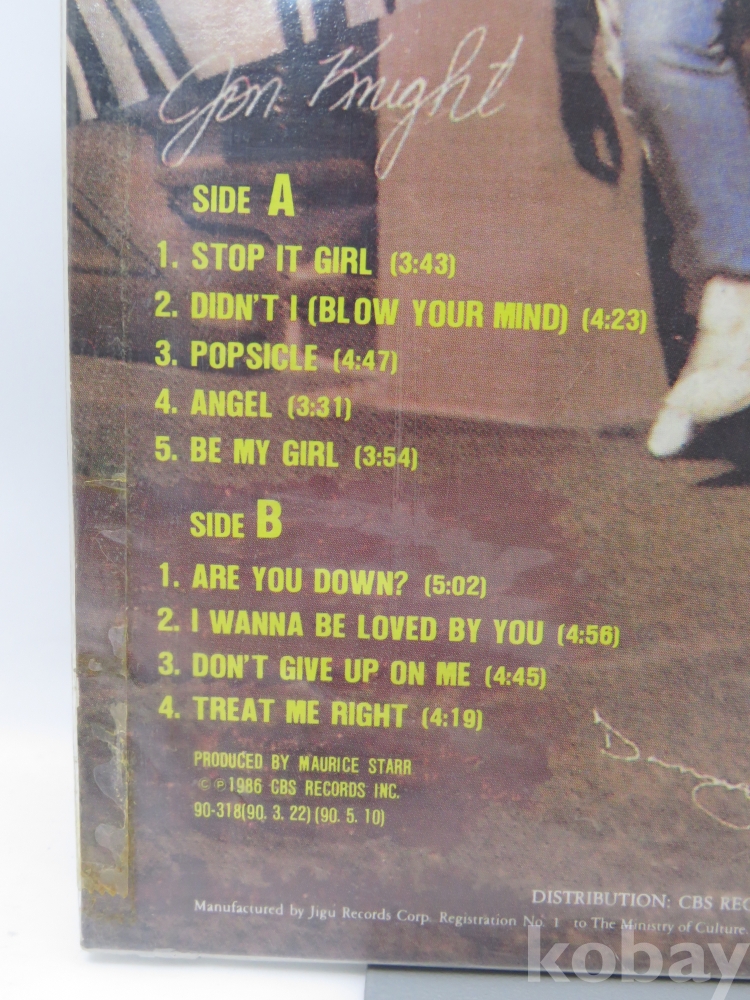 Jon Knight
SIDE A
1. STOP IT GIRL (3:43)
2. DIDN'T I (BLOW YOUR MIND) (4:23)
3. POPSICLE (4:47)
4. ANGEL (3:31)
5. BE MY GIRL (3:54)
SIDE B
1. ARE YOU DOWN? (5:02)
2. I WANNA BE LOVED BY YOU (4:56)
3. DON'T GIVE UP ON ME (4:45)
4. TREAT ME RIGHT (4:19)
PRODUCED BY MAURICE STARR
© ℗ 1986 CBS RECORDS INC.
90-318(90. 3. 22) (90. 5. 10)
DISTRIBUTION: CBS REC
Manufactured by Jigu Records Corp. Registration No. 1 to The Ministry of Culture.
kobay